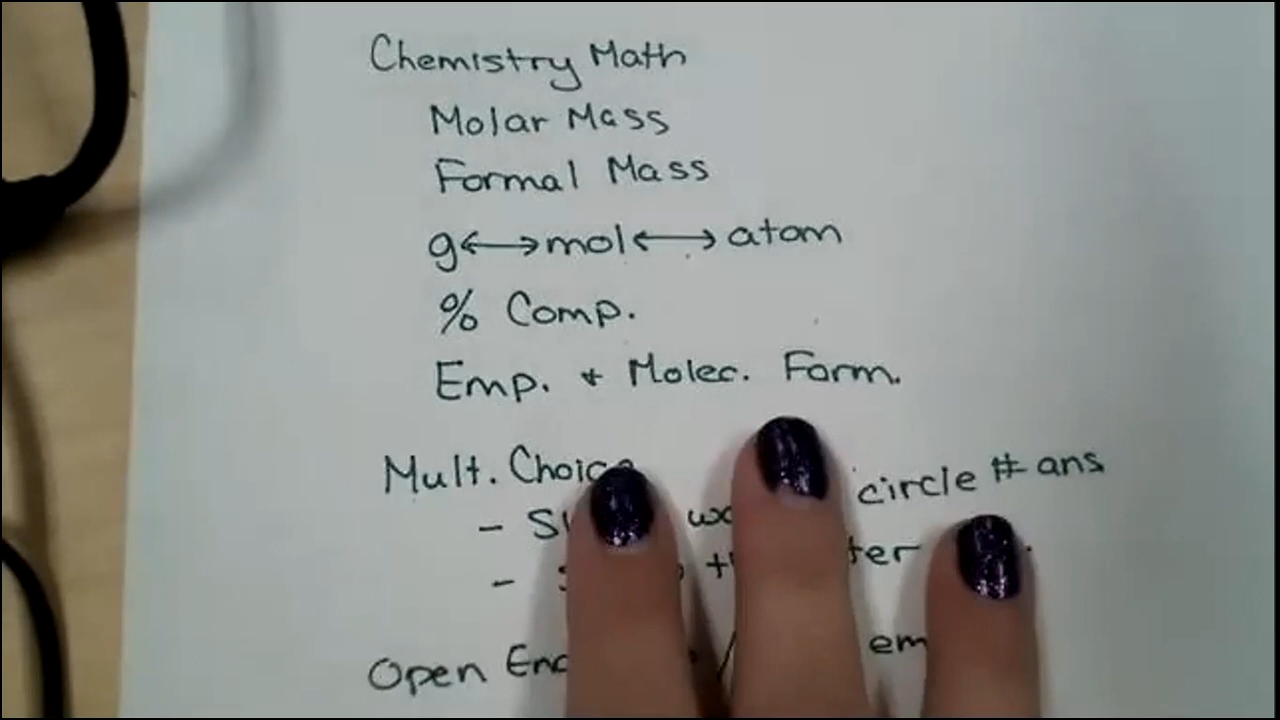 Chemistry Math
Molar Mass
Formal Mass
g↔mol↔atom
% Comp.
Emp. + Molec. Form.
Mult. Choice
circle # ans
-
-
Open